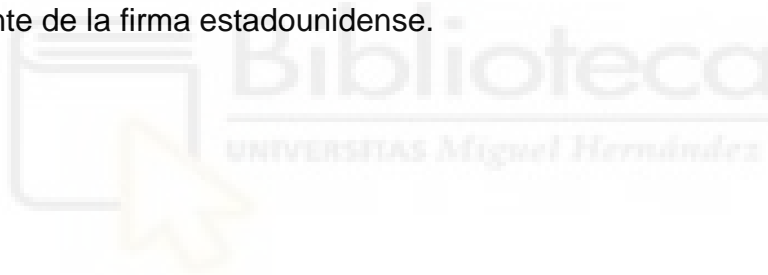 nte de la firma estadounidense.
Biblioteca
UNIVERSITAS Miguel Hernández